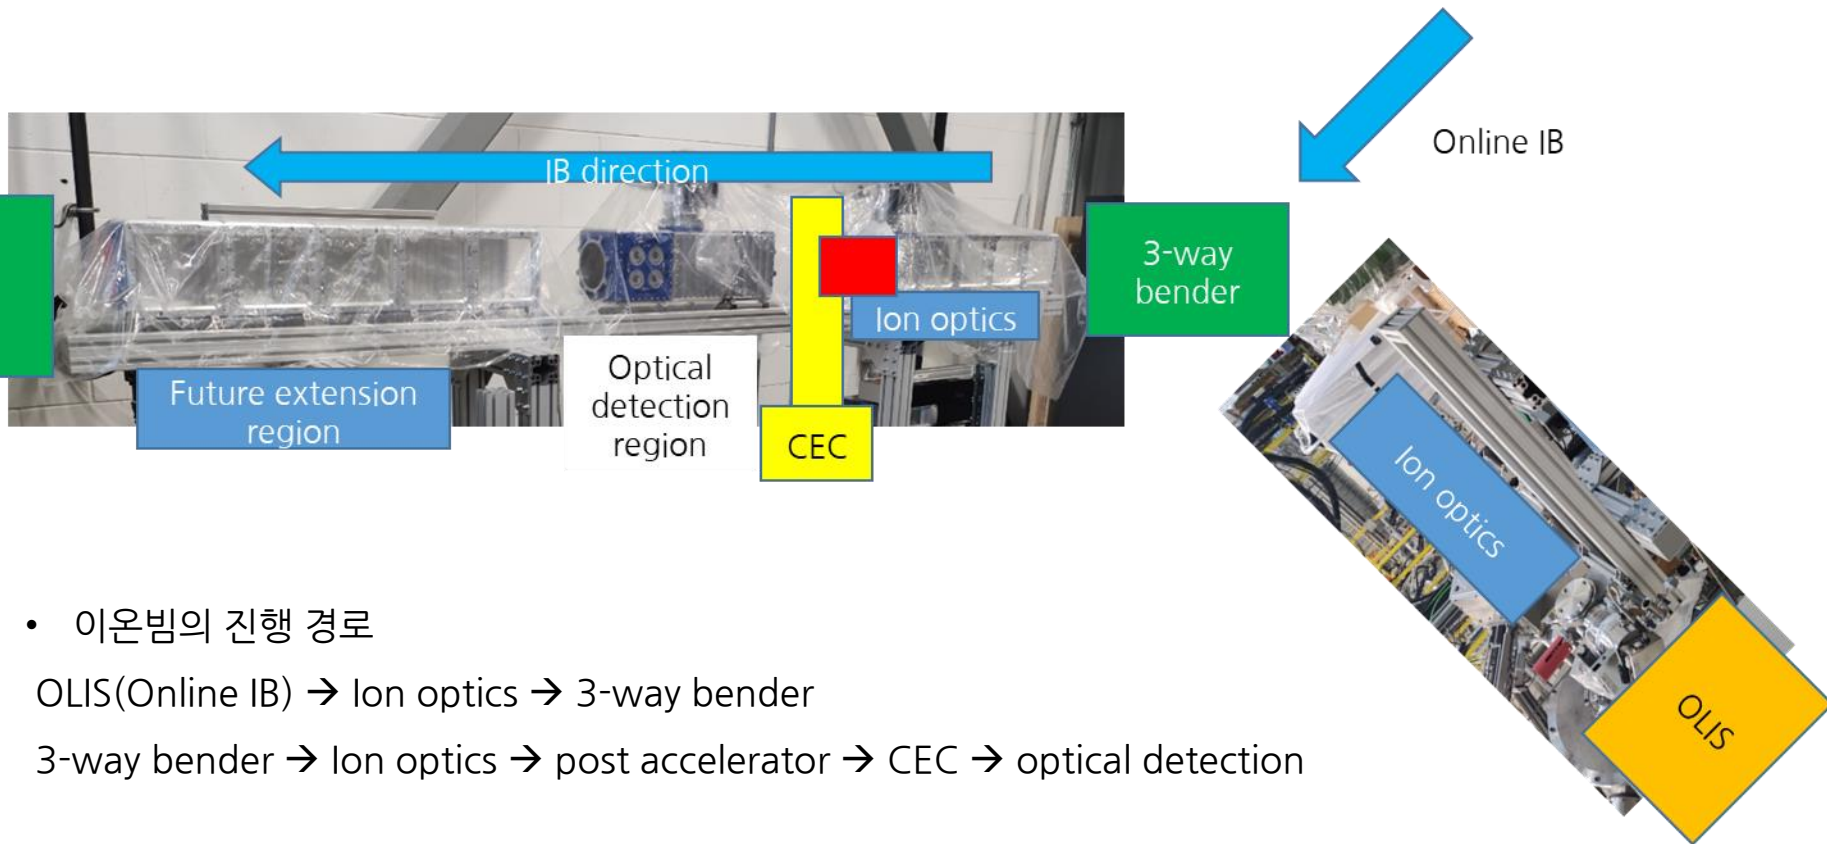 Online IB
IB direction
3-way
bender
Ion optics
Optical
detection
region
Future extension
region
CEC
Ion optics
OLIS
• 이온빔의 진행 경로
OLIS(Online IB) → Ion optics → 3-way bender
3-way bender → Ion optics → post accelerator → CEC → optical detection